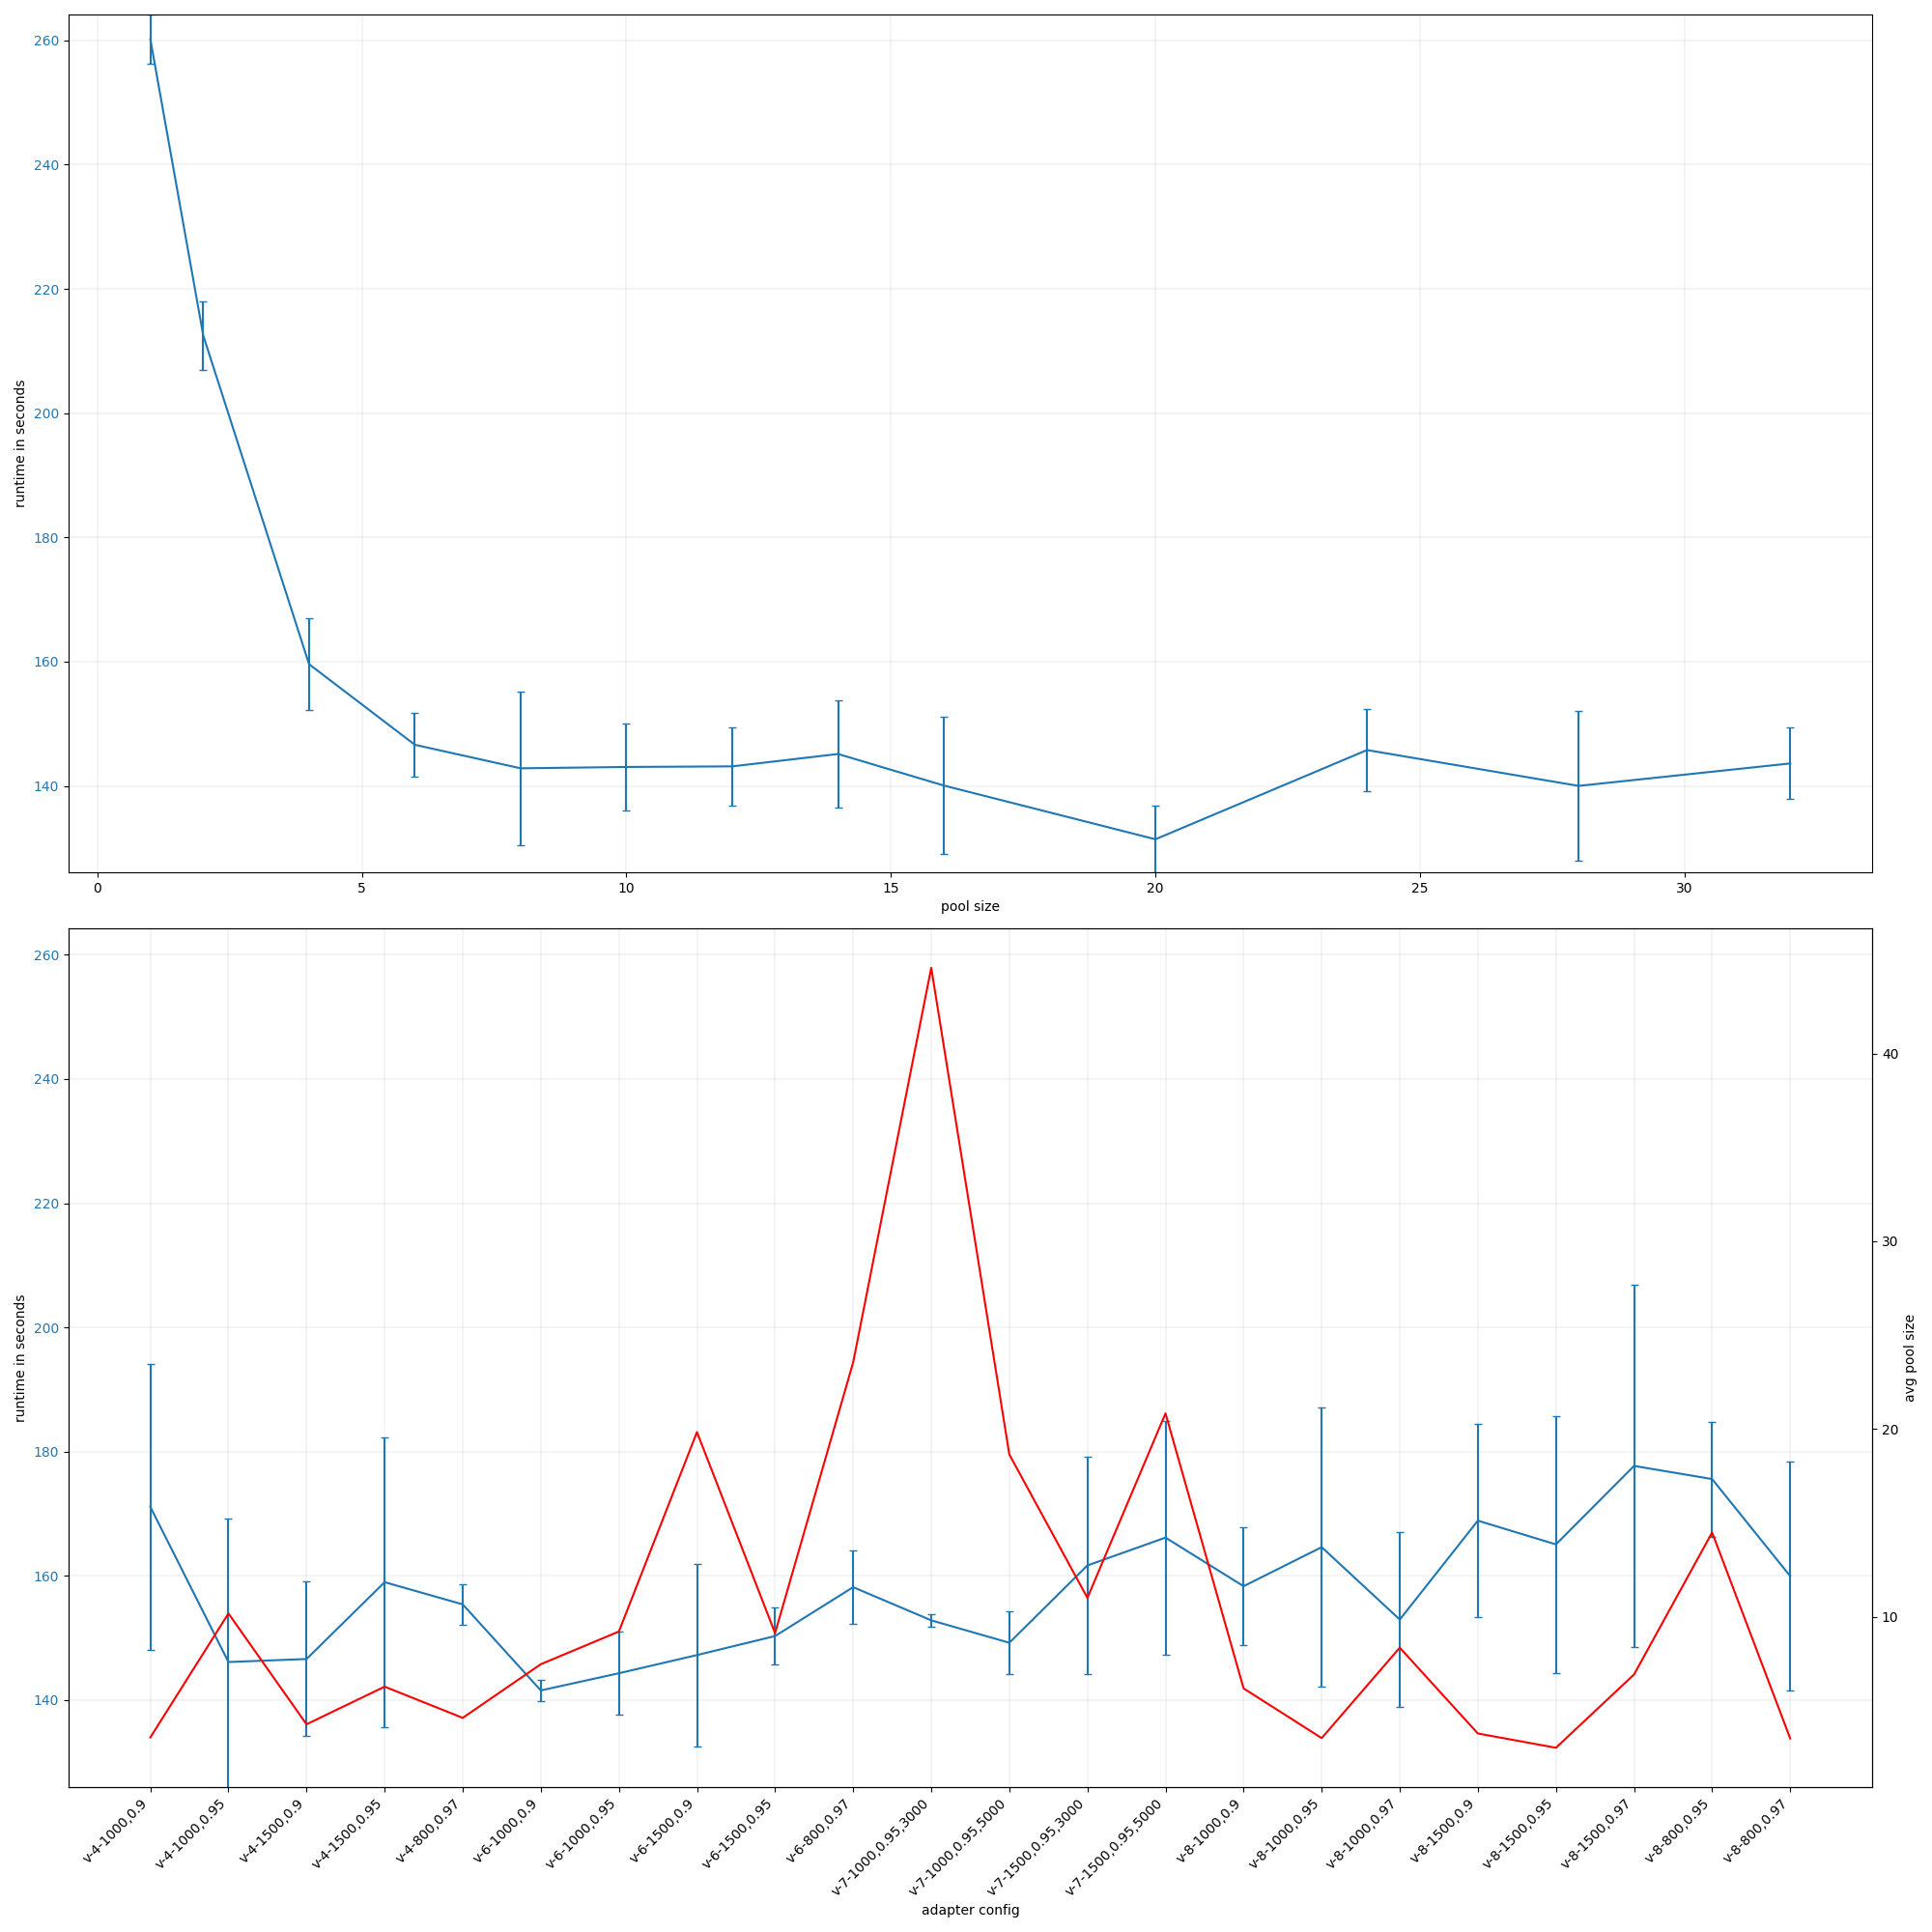 260
240
220
200
180
160
140
runtime in seconds
0 5 10 15 20 25 30
pool size
260
240
220
200
180
160
140
runtime in seconds
40
30
20
10
avg pool size
v-4-1000,0.9
v-4-1000,0.95
v-4-1500,0.9
v-4-1500,0.95
v-4-800,0.97
v-6-1000,0.9
v-6-1000,0.95
v-6-1500,0.9
v-6-1500,0.95
v-6-800,0.97
v-7-1000,0.95,3000
v-7-1000,0.95,5000
v-7-1500,0.95,3000
v-7-1500,0.95,5000
v-8-1000,0.9
v-8-1000,0.95
v-8-1000,0.97
v-8-1500,0.9
v-8-1500,0.95
v-8-1500,0.97
v-8-800,0.95
v-8-800,0.97
adapter config